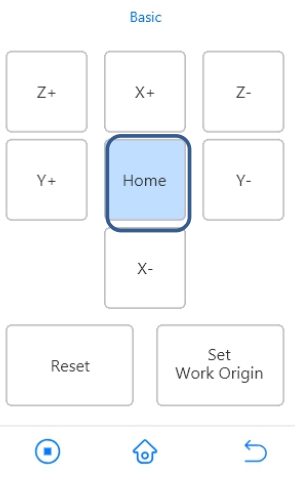 Basic
Z+
X+
Z-
Y+
Home
Y-
X-
Reset
Set
Work Origin